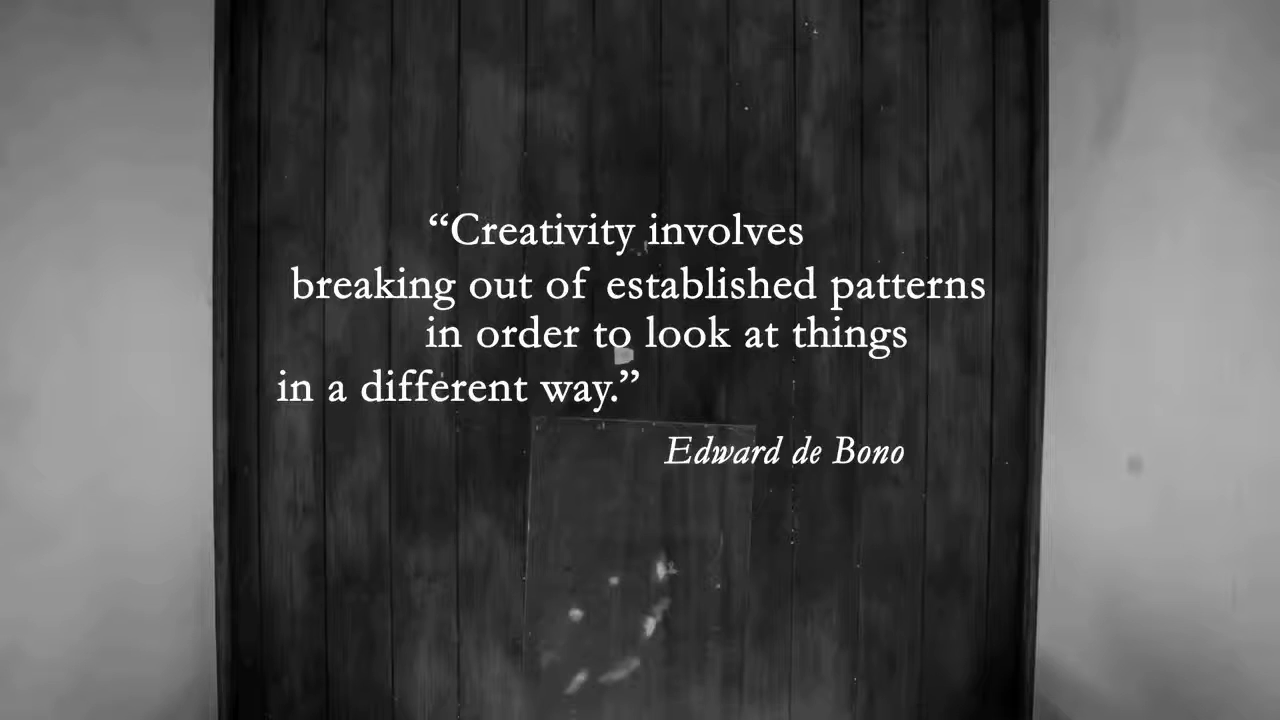 “Creativity involves
breaking out of established patterns
in order to look at things
in a different way.”
Edward de Bono